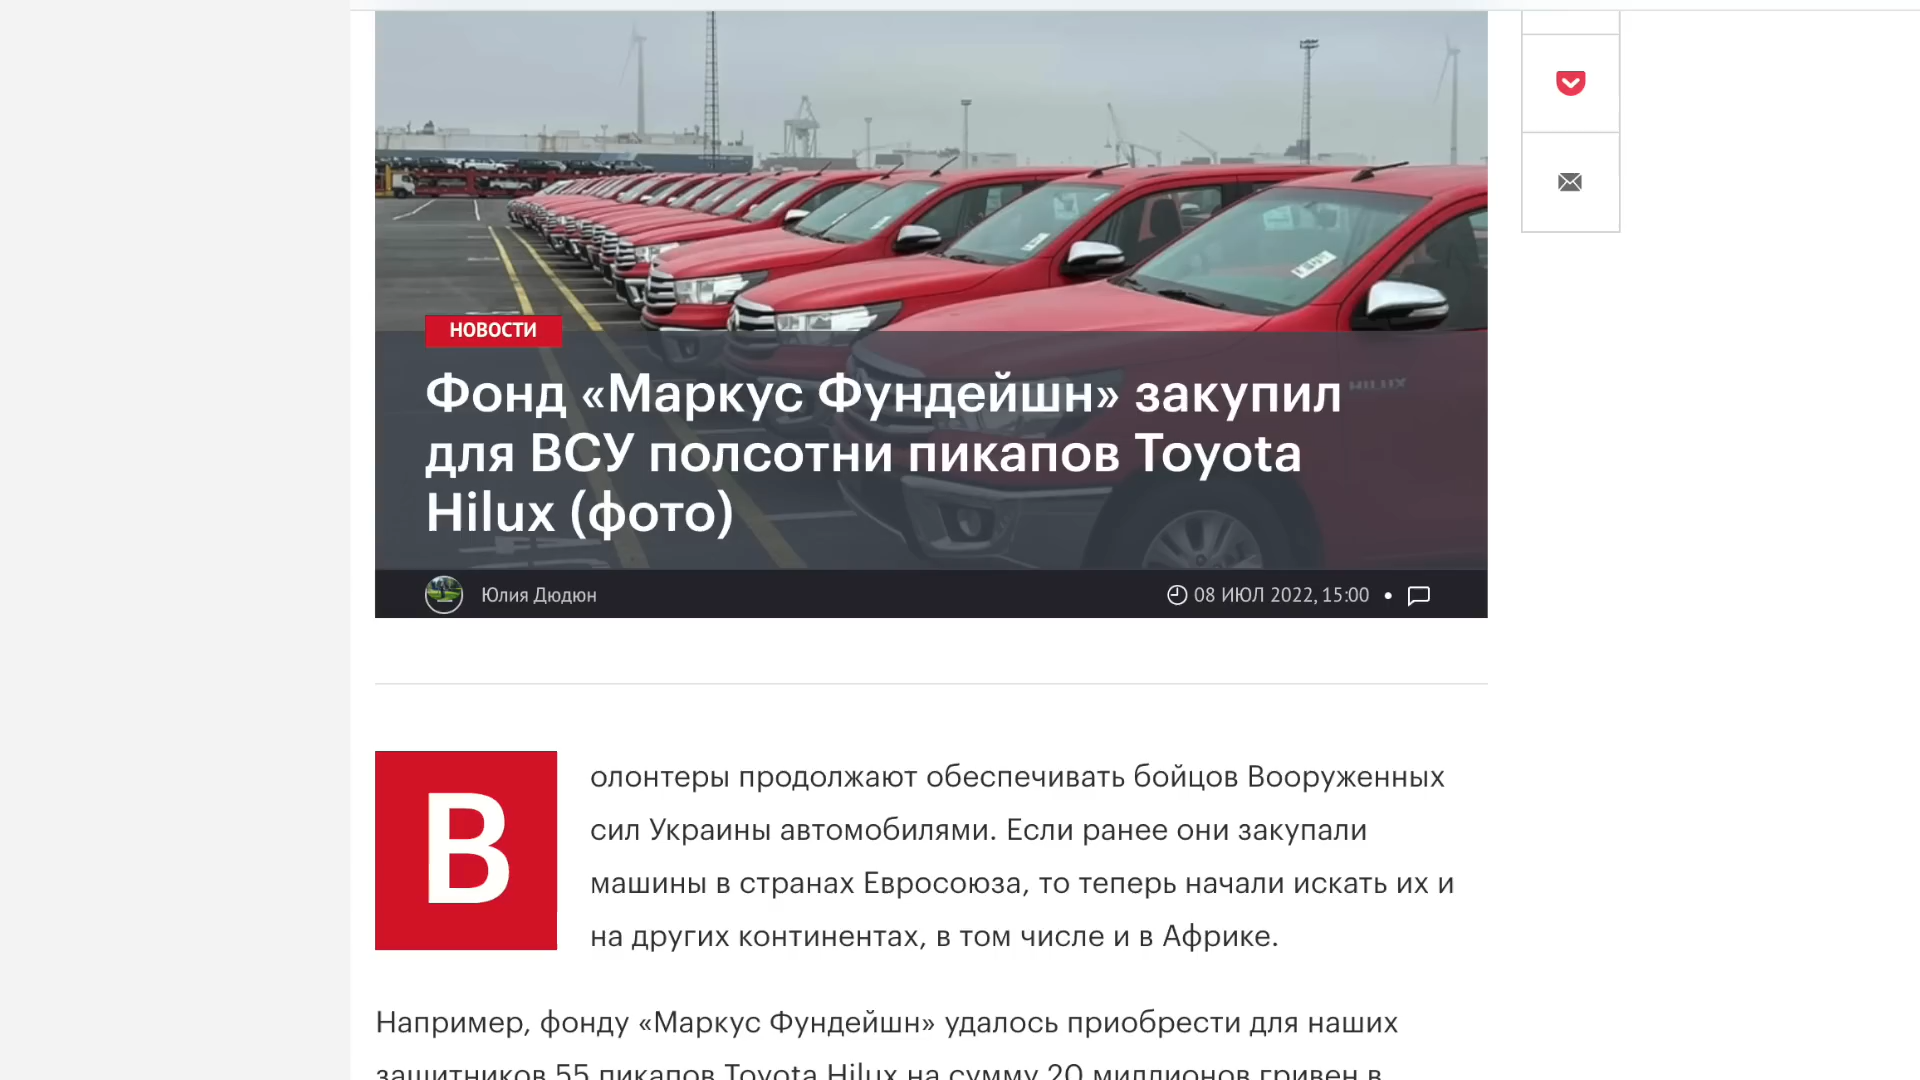 НОВОСТИ
Фонд «Маркус Фундейшн» закупил
для ВСУ полсотни пикапов Toyota
Hilux (фото)
Юлия Дюдюн
08 ИЮЛ 2022, 15:00
Волонтеры продолжают обеспечивать бойцов Вооруженных
сил Украины автомобилями. Если ранее они закупали
машины в странах Евросоюза, то теперь начали искать их и
на других континентах, в том числе и в Африке.
Например, фонду «Маркус Фундейшн» удалось приобрести для наших
защитников 55 пикапов Toyota Hilux на сумму 20 миллионов гривен в
HILUX